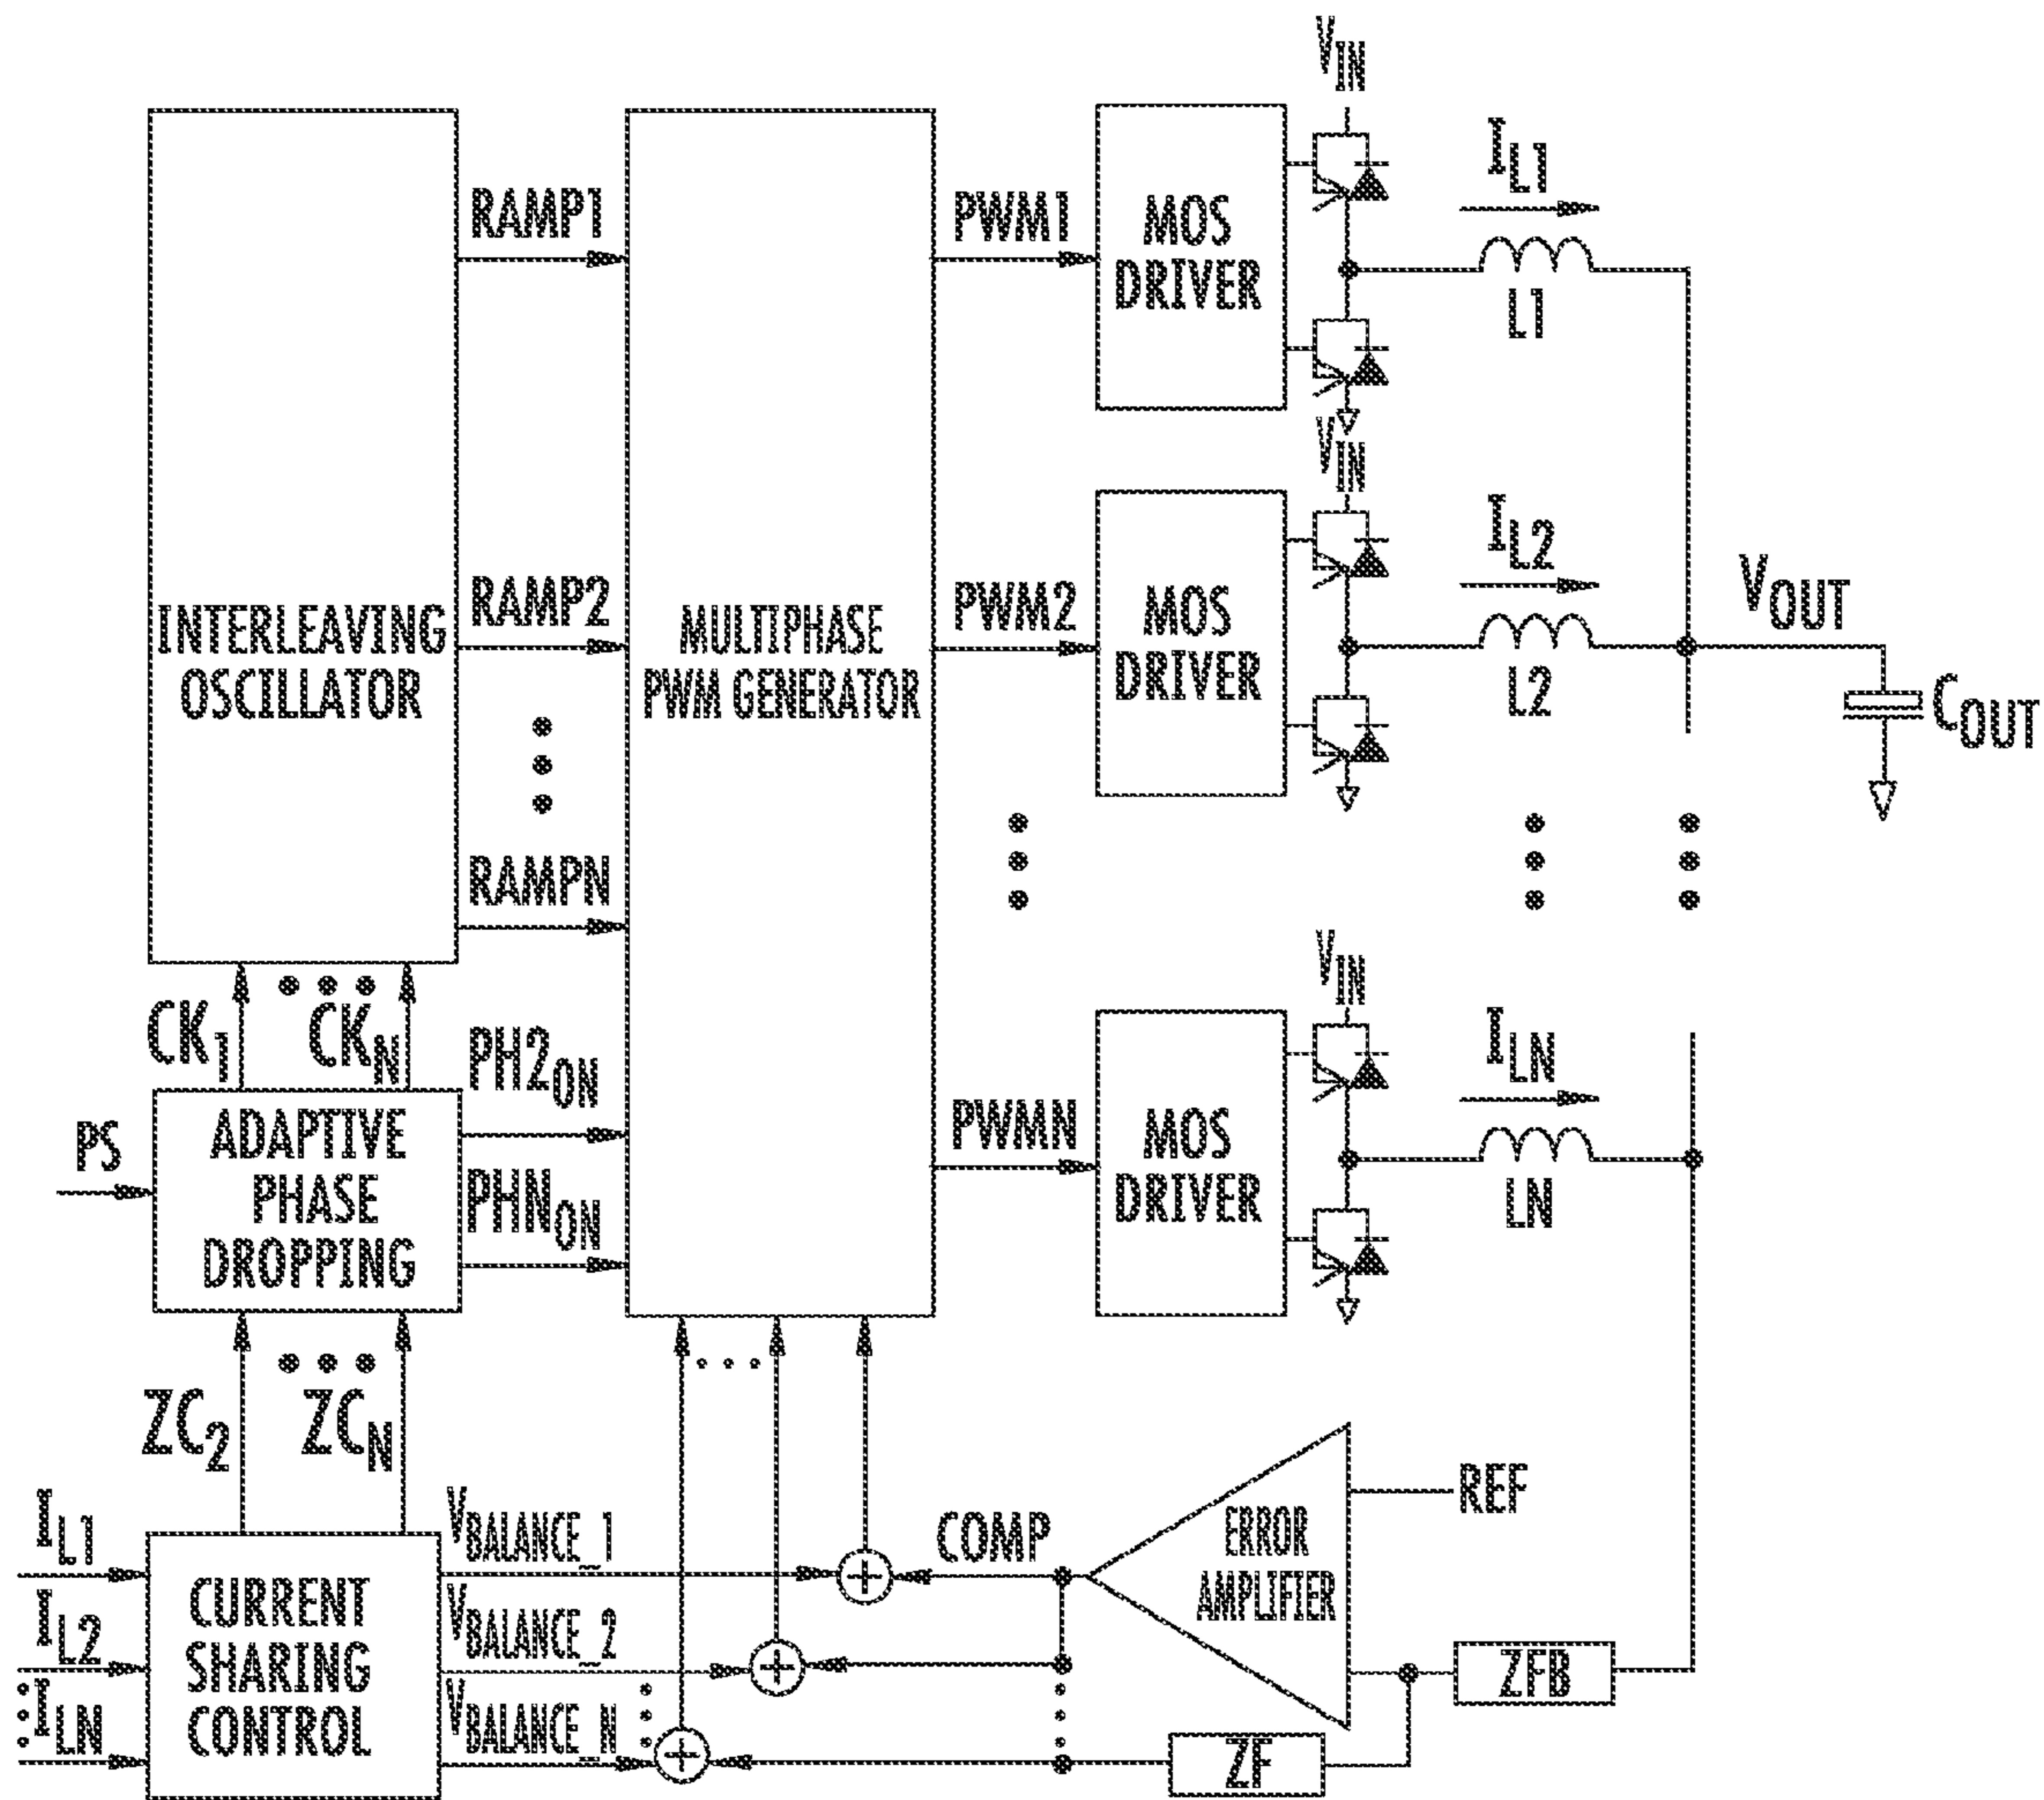 V_IN
I_L1
RAMP1
PWM1
MOS
DRIVER
L1
V_IN
I_L2
V_OUT
INTERLEAVING
OSCILLATOR
RAMP2
MULTIPHASE
PWM GENERATOR
PWM2
MOS
DRIVER
L2
C_OUT
RAMPN
V_IN
CK_1
CK_N
PH2_ON
I_LN
PS
ADAPTIVE
PHASE
DROPPING
PHN_ON
PWMN
MOS
DRIVER
LN
ZC_2
ZC_N
REF
I_L1
V_BALANCE_1
COMP
ERROR
AMPLIFIER
I_L2
CURRENT
SHARING
CONTROL
V_BALANCE_2
+
+
ZFB
I_LN
V_BALANCE_N
+
ZF